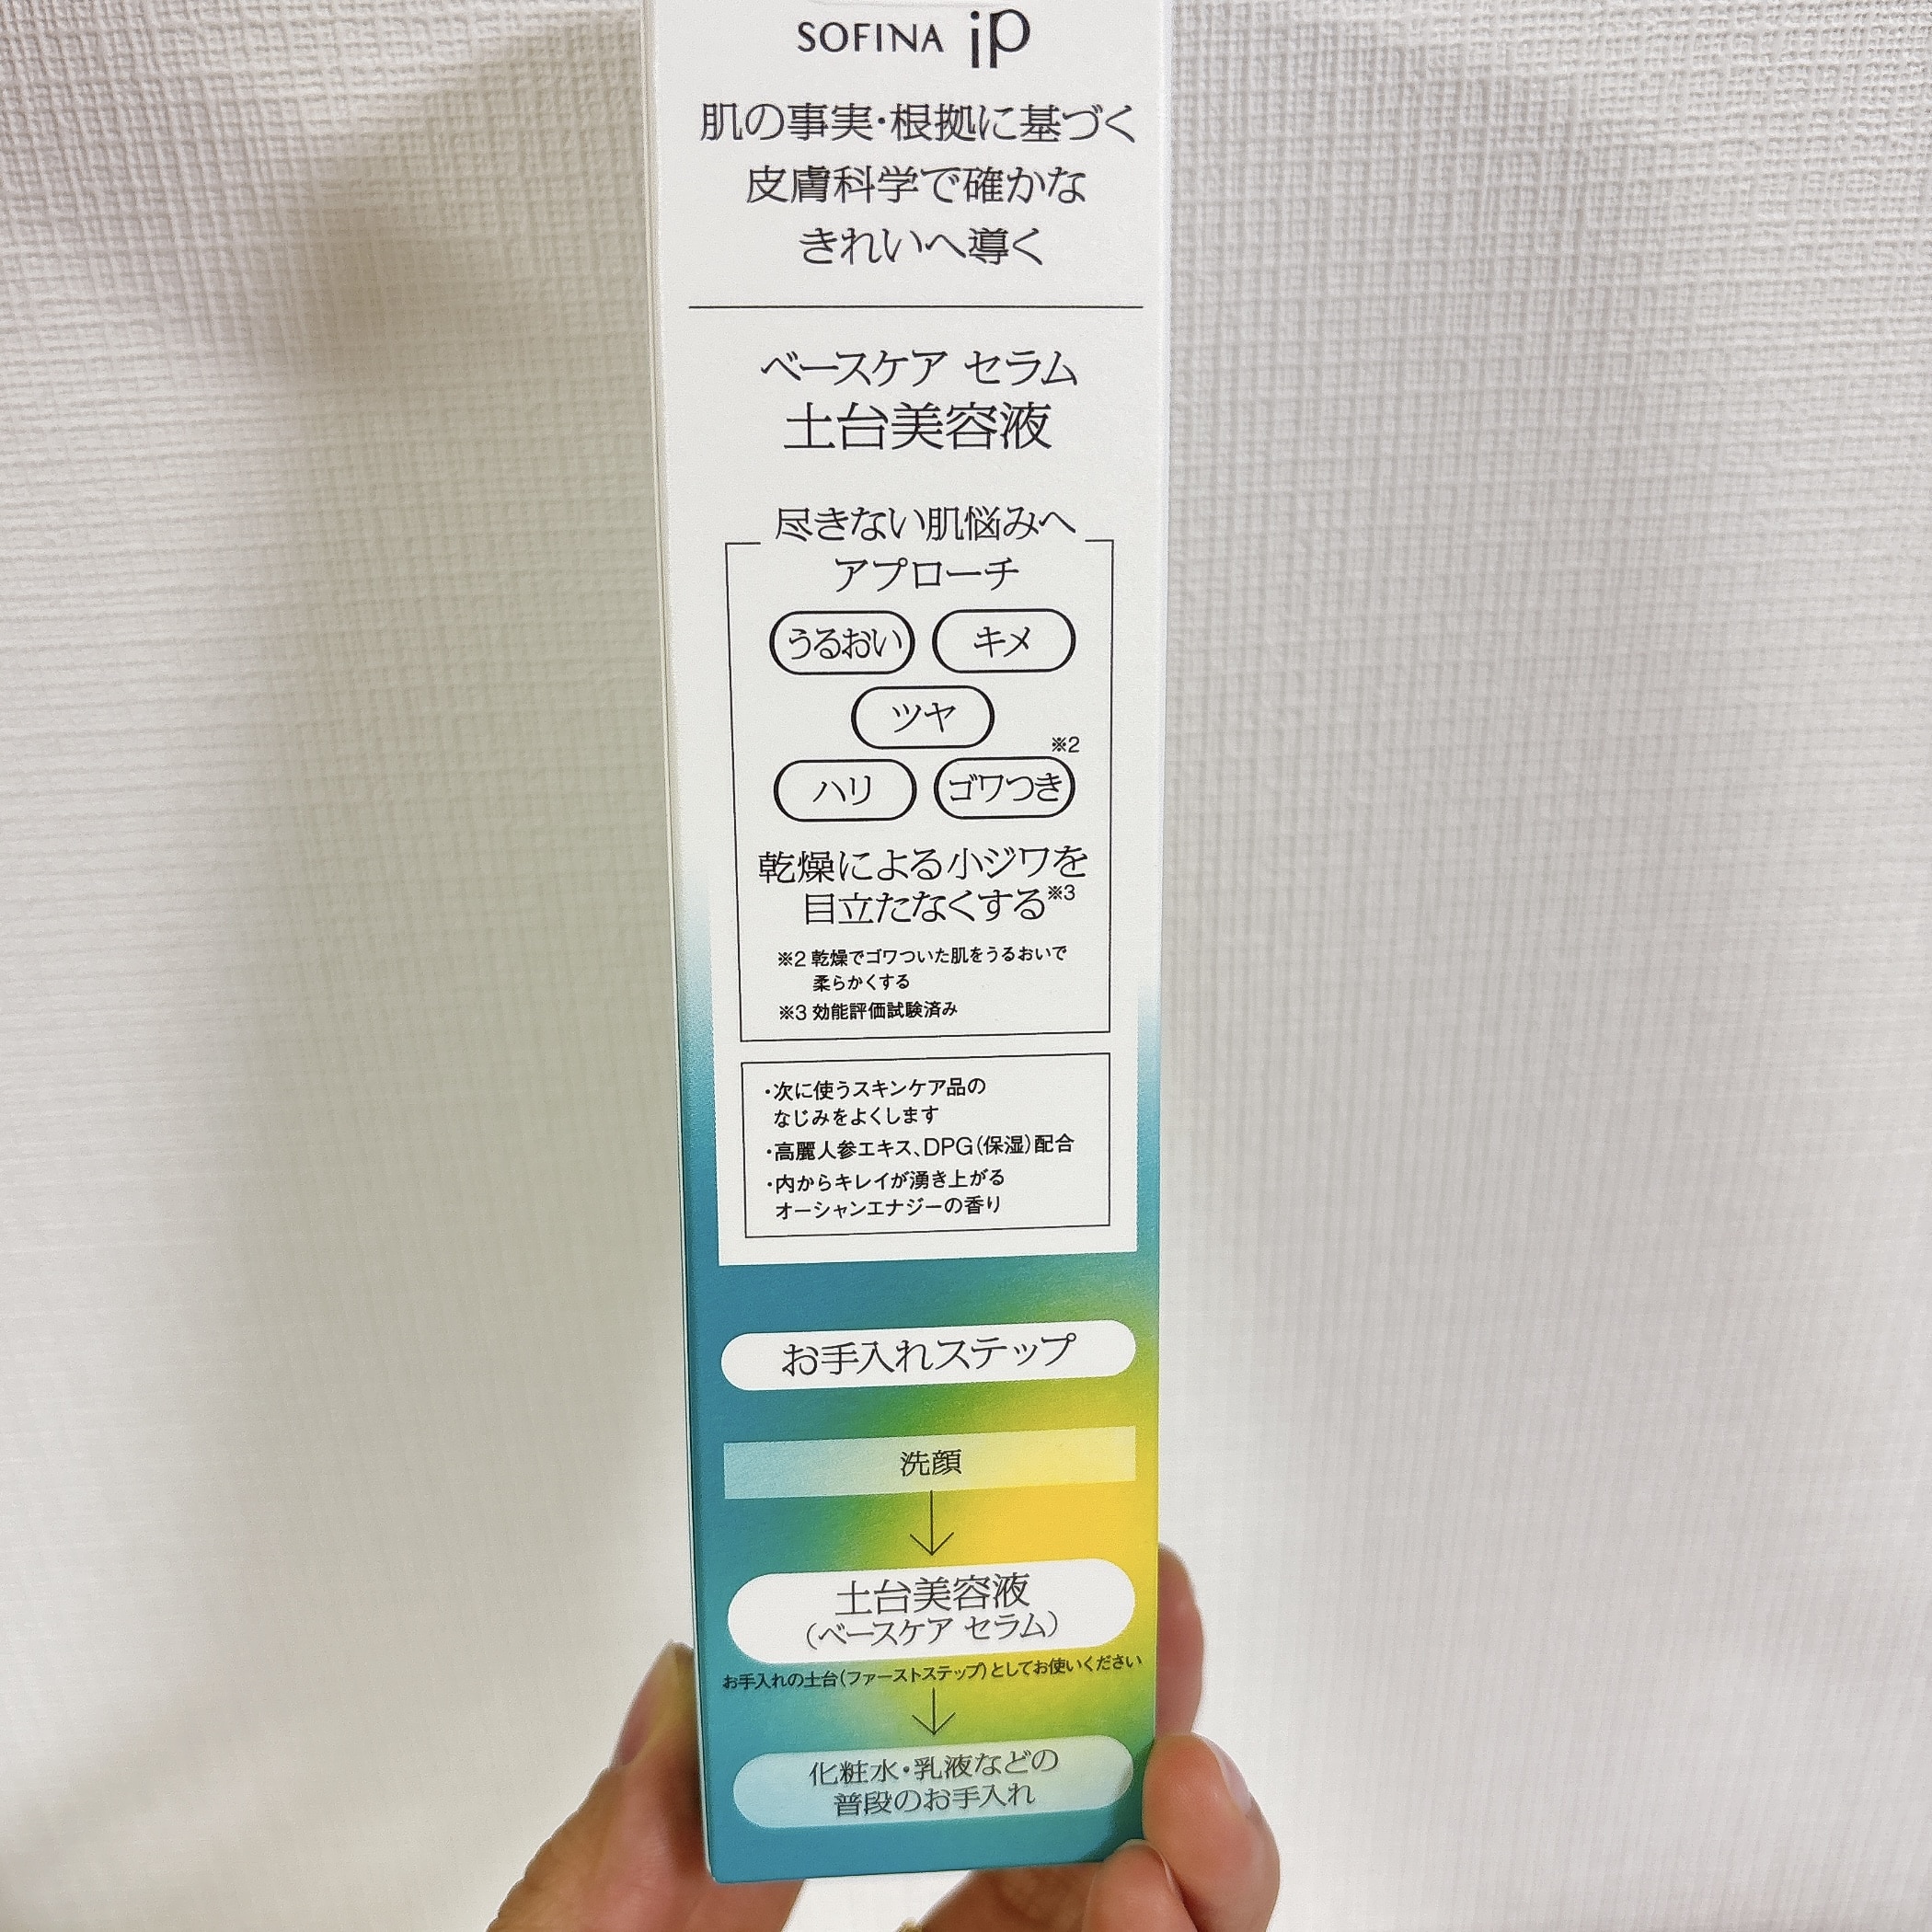 SOFINA iP
肌の事実・根拠に基づく
皮膚科学で確かな
きれいへ導く
ベースケア セラム
土台美容液
尽きない肌悩みへ
アプローチ
うるおい キメ
ツヤ
※2
ハリ ゴワつき
乾燥による小ジワを
目立たなくする※3
※2 乾燥でゴワついた肌をうるおいで
柔らかくする
※3 効能評価試験済み
・次に使うスキンケア品の
なじみをよくします
・高麗人参エキス、DPG(保湿)配合
・内からキレイが湧き上がる
オーシャンエナジーの香り
お手入れステップ
洗顔
土台美容液
(ベースケア セラム)
お手入れの土台(ファーストステップ)としてお使いください
化粧水・乳液などの
普段のお手入れ